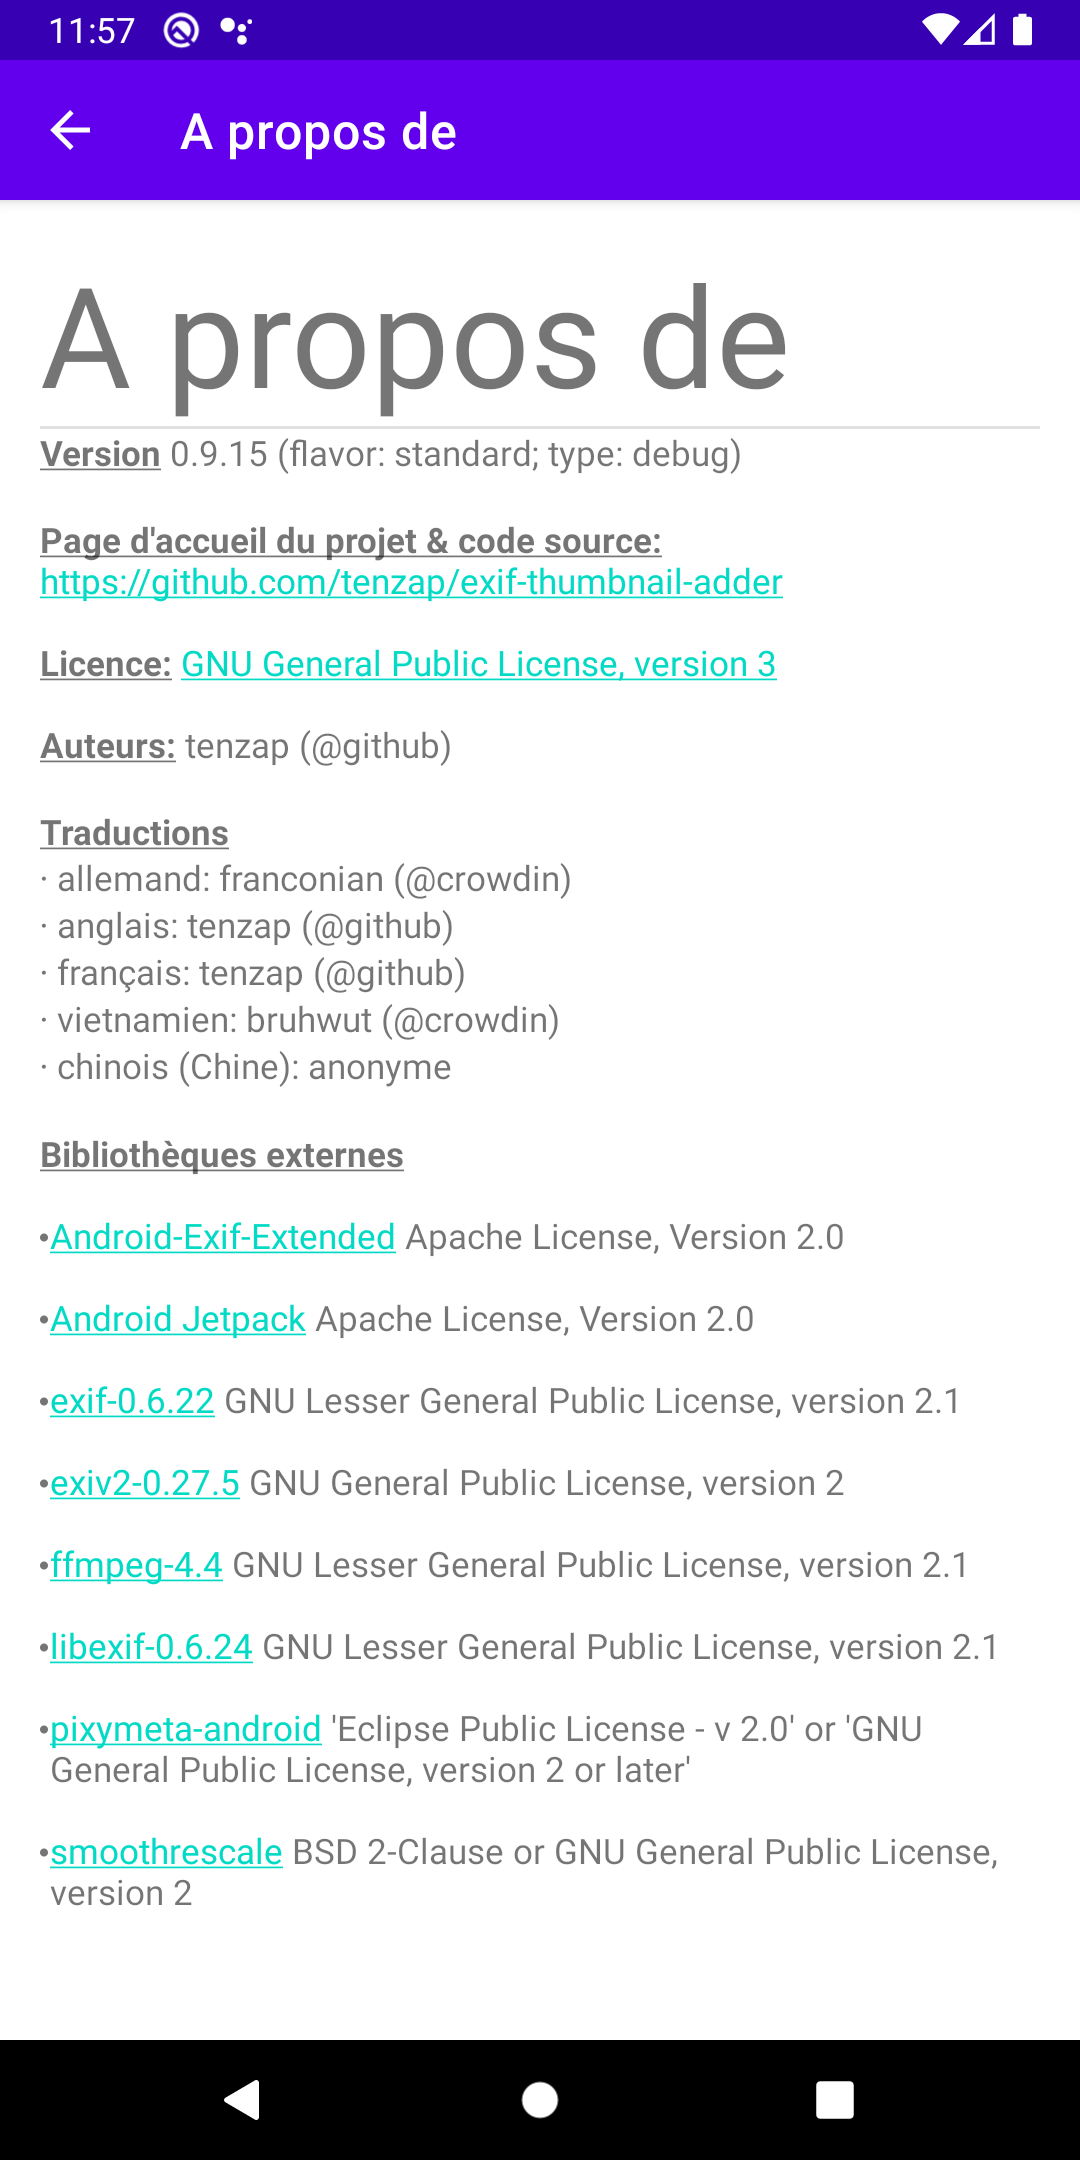 11:57
A propos de
A propos de
Version 0.9.15 (flavor: standard; type: debug)
Page d'accueil du projet & code source:
https://github.com/tenzap/exif-thumbnail-adder
Licence: GNU General Public License, version 3
Auteurs: tenzap (@github)
Traductions
· allemand: franconian (@crowdin)
· anglais: tenzap (@github)
· français: tenzap (@github)
· vietnamien: bruhwut (@crowdin)
· chinois (Chine): anonyme
Bibliothèques externes
•Android-Exif-Extended Apache License, Version 2.0
•Android Jetpack Apache License, Version 2.0
•exif-0.6.22 GNU Lesser General Public License, version 2.1
•exiv2-0.27.5 GNU General Public License, version 2
•ffmpeg-4.4 GNU Lesser General Public License, version 2.1
•libexif-0.6.24 GNU Lesser General Public License, version 2.1
•pixymeta-android 'Eclipse Public License - v 2.0' or 'GNU
General Public License, version 2 or later'
•smoothrescale BSD 2-Clause or GNU General Public License,
version 2